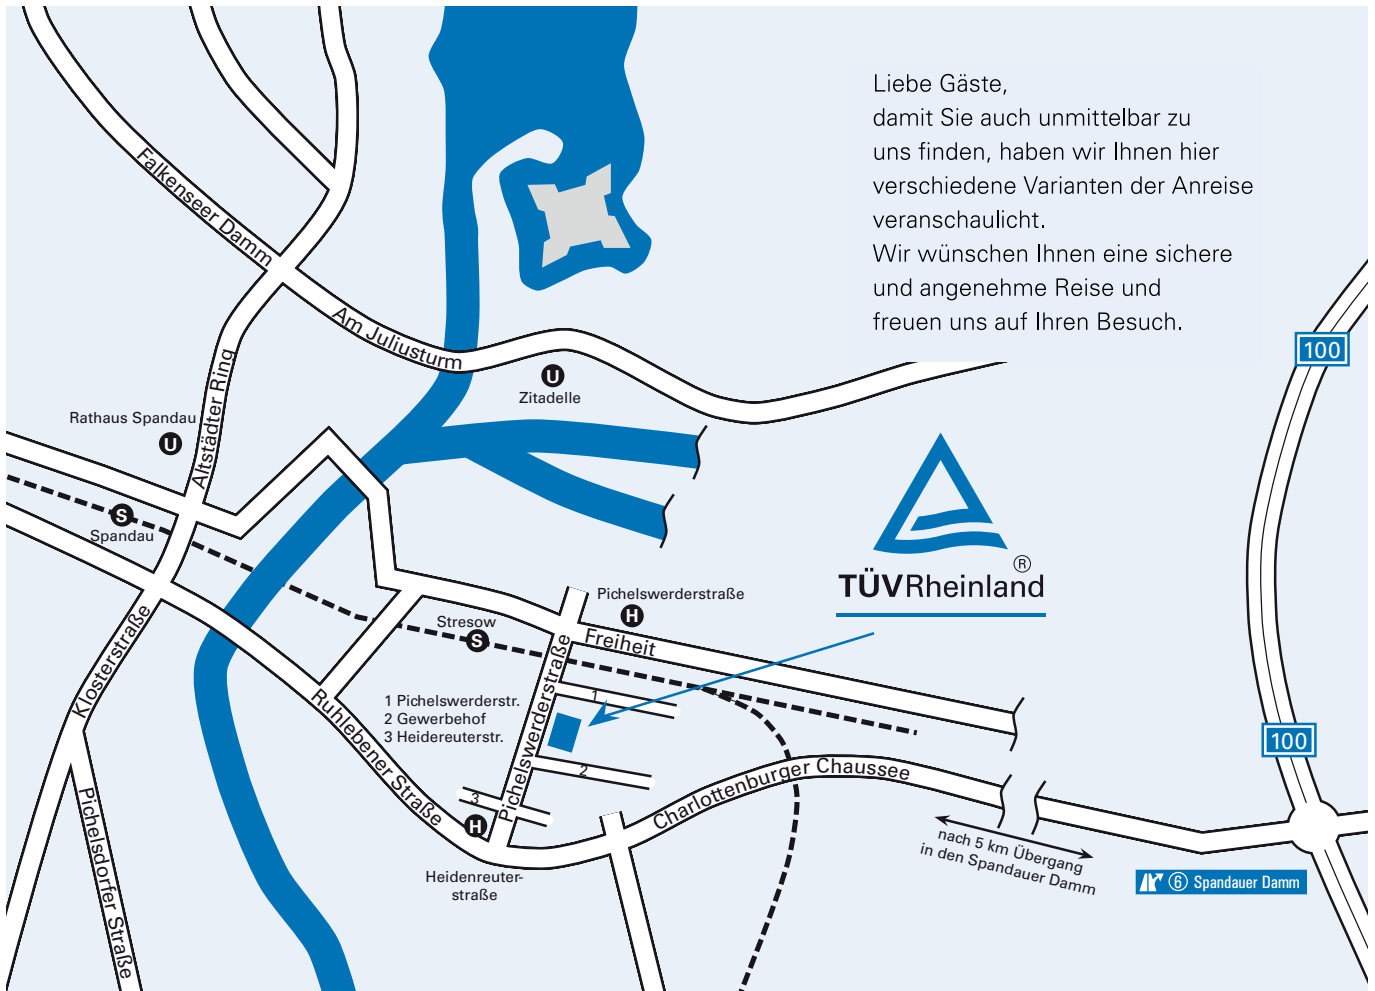 Liebe Gäste,
damit Sie auch unmittelbar zu
uns finden, haben wir Ihnen hier
verschiedene Varianten der Anreise
veranschaulicht.
Wir wünschen Ihnen eine sichere
und angenehme Reise und
freuen uns auf Ihren Besuch.
Falkenseer Damm
Am Juliusturm
100
U
Zitadelle
Altstädter Ring
Rathaus Spandau
U
S
Spandau
®
TÜVRheinland
Pichelswerderstraße
H
Stresow
S
Freiheit
Klosterstraße
1 Pichelswerderstr.
2 Gewerbehof
3 Heidereuterstr.
1
2
3
Pichelswerderstraße
Ruhlebener Straße
100
Charlottenburger Chaussee
H
Heidenreuter-
straße
Pichelsdorfer Straße
nach 5 km Übergang
in den Spandauer Damm
6 Spandauer Damm